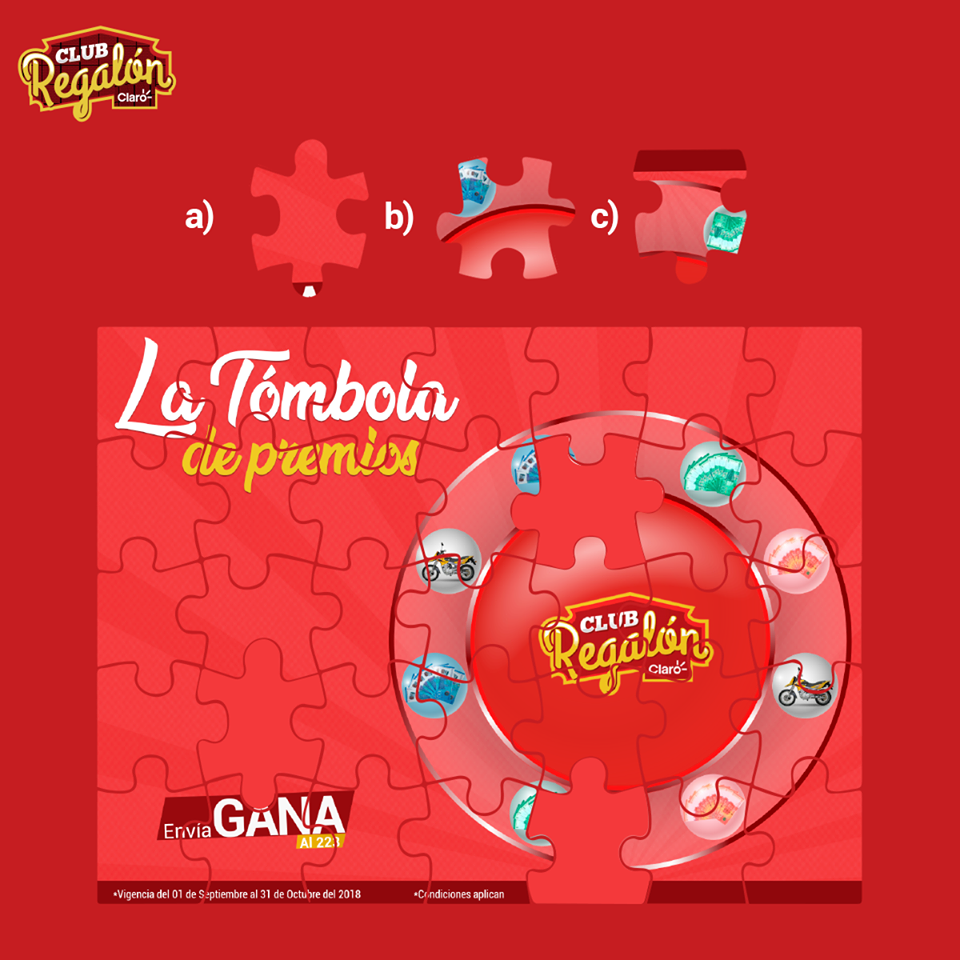 CLUB
Regalón
Claro
a)
b)
c)
La Tómbola
de premios
CLUB
Regalón
Claro
Envía GANA
Al 223
*Vigencia del 01 de Septiembre al 31 de Octubre del 2018 *Condiciones aplican